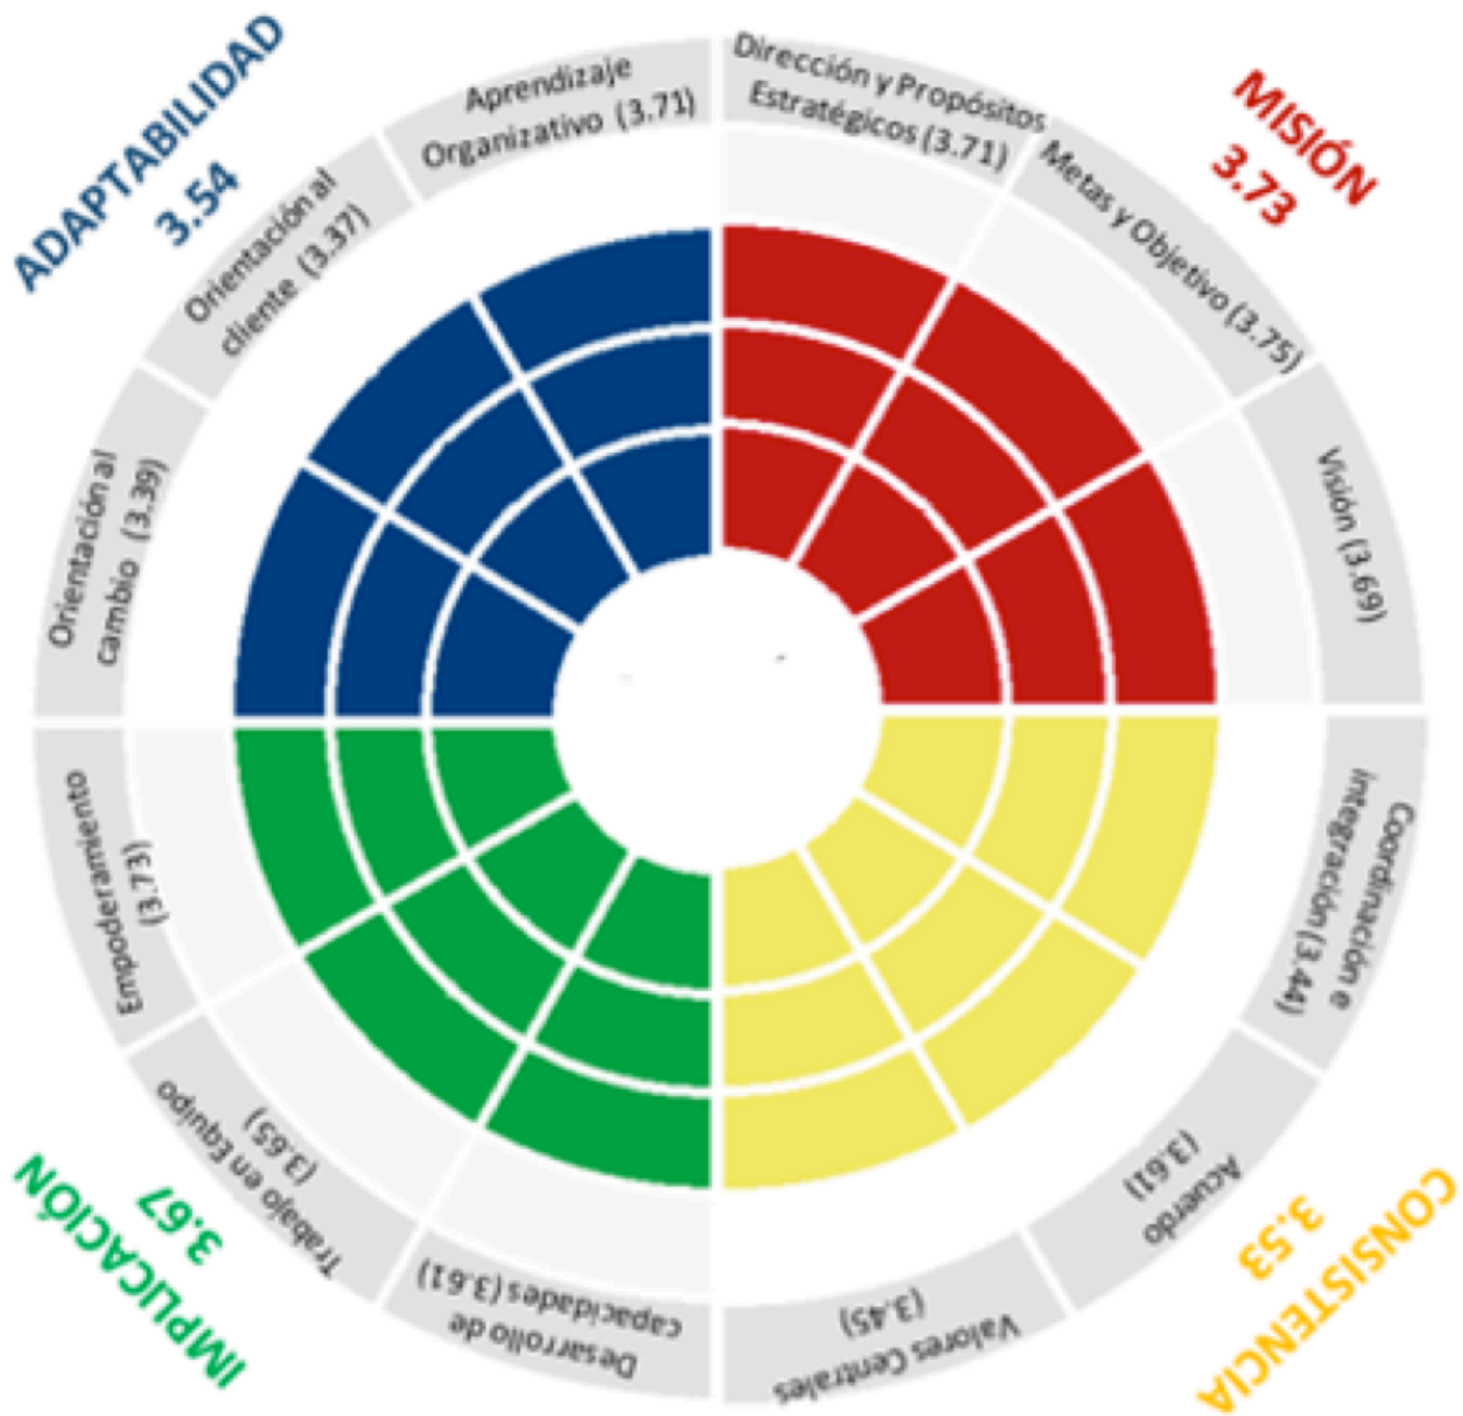 ADAPTABILIDAD
3.54
Aprendizaje
Organizativo (3.71)
Orientación al
cliente (3.37)
Orientación al
cambio (3.39)
MISIÓN
3.73
Dirección y Propósitos
Estratégicos (3.71)
Metas y Objetivo (3.75)
Visión (3.69)
Coordinación e
integración (3.44)
Acuerdo
(3.61)
Valores Centrales
(3.45)
CONSISTENCIA
3.53
Empoderamiento
(3.73)
Trabajo en Equipo
(3.65)
Desarrollo de
capacidades (3.61)
IMPLICACIÓN
3.67